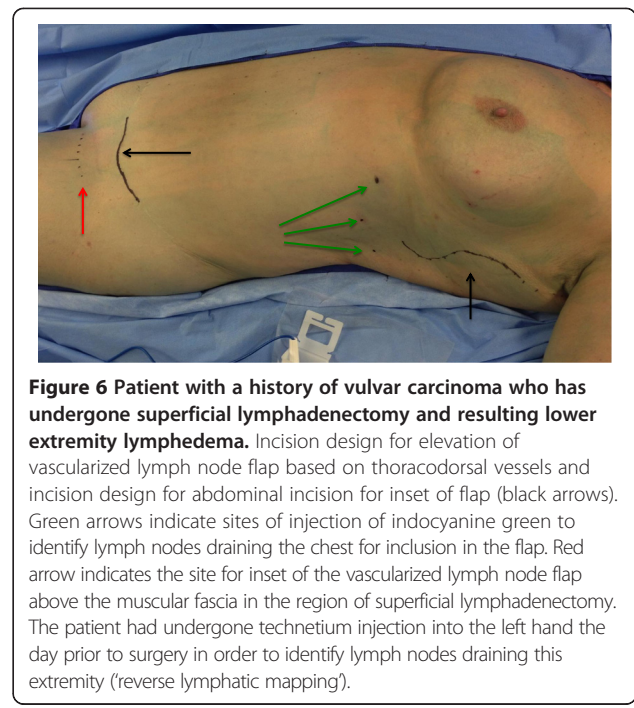 Figure 6 Patient with a history of vulvar carcinoma who has
undergone superficial lymphadenectomy and resulting lower
extremity lymphedema. Incision design for elevation of
vascularized lymph node flap based on thoracodorsal vessels and
incision design for abdominal incision for inset of flap (black arrows).
Green arrows indicate sites of injection of indocyanine green to
identify lymph nodes draining the chest for inclusion in the flap. Red
arrow indicates the site for inset of the vascularized lymph node flap
above the muscular fascia in the region of superficial lymphadenectomy.
The patient had undergone technetium injection into the left hand the
day prior to surgery in order to identify lymph nodes draining this
extremity (‘reverse lymphatic mapping’).